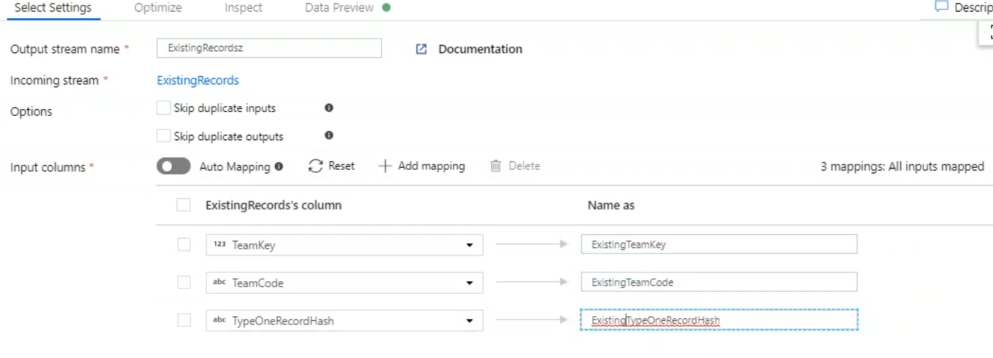 Select Settings Optimize Inspect Data Preview Descrip
Output stream name * ExistingRecordsz Documentation
Incoming stream * ExistingRecords
Options Skip duplicate inputs
Skip duplicate outputs
Input columns * Auto Mapping Reset + Add mapping Delete 3 mappings: All inputs mapped
ExistingRecords's column Name as
123 TeamKey ExistingTeamKey
abc TeamCode ExistingTeamCode
abc TypeOneRecordHash ExistingTypeOneRecordHash